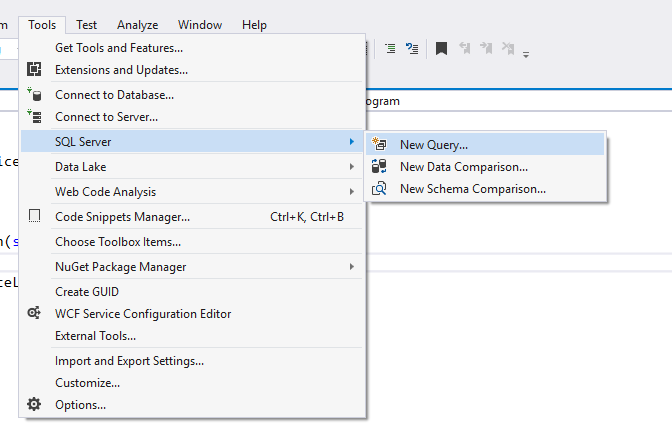 Tools Test Analyze Window Help
Get Tools and Features...
Extensions and Updates...
Connect to Database...
Connect to Server...
ogram
SQL Server
New Query...
New Data Comparison...
New Schema Comparison...
Data Lake
Web Code Analysis
Code Snippets Manager... Ctrl+K, Ctrl+B
Choose Toolbox Items...
NuGet Package Manager
Create GUID
WCF Service Configuration Editor
External Tools...
Import and Export Settings...
Customize...
Options...